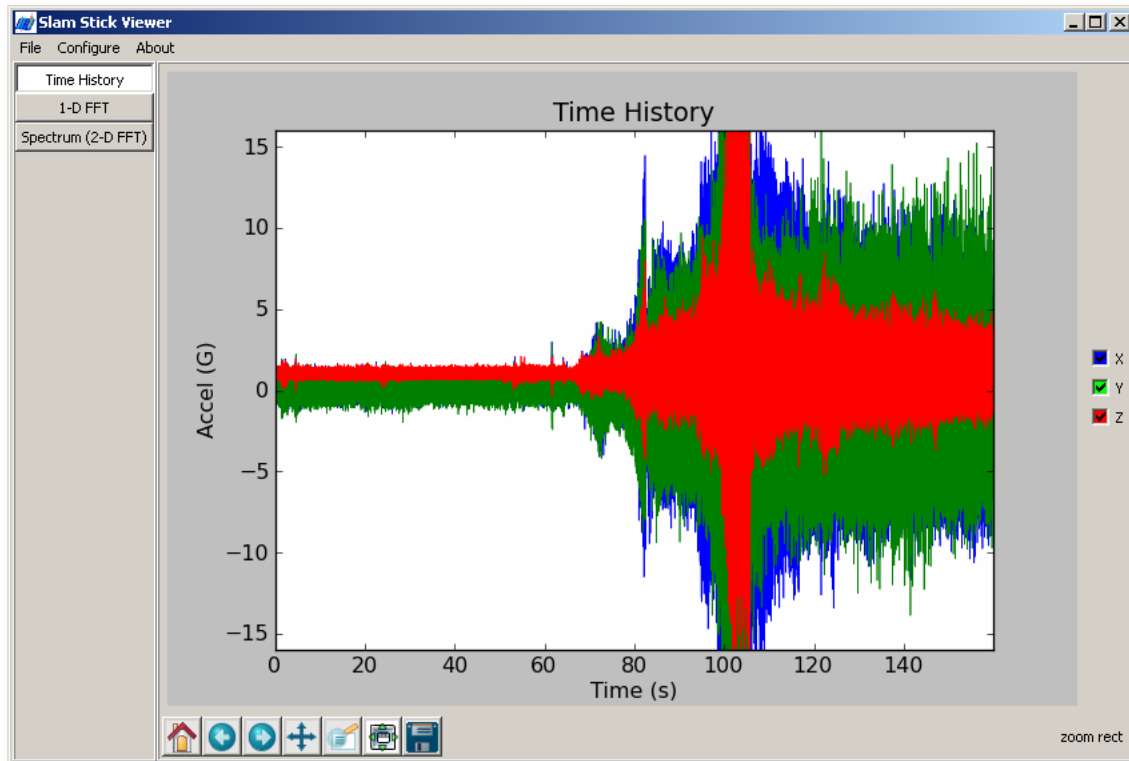 Slam Stick Viewer
File Configure About
Time History
1-D FFT
Spectrum (2-D FFT)
Time History
15
10
5
0
−5
−10
−15
Accel (G)
0 20 40 60 80 100 120 140
Time (s)
X
Y
Z
zoom rect